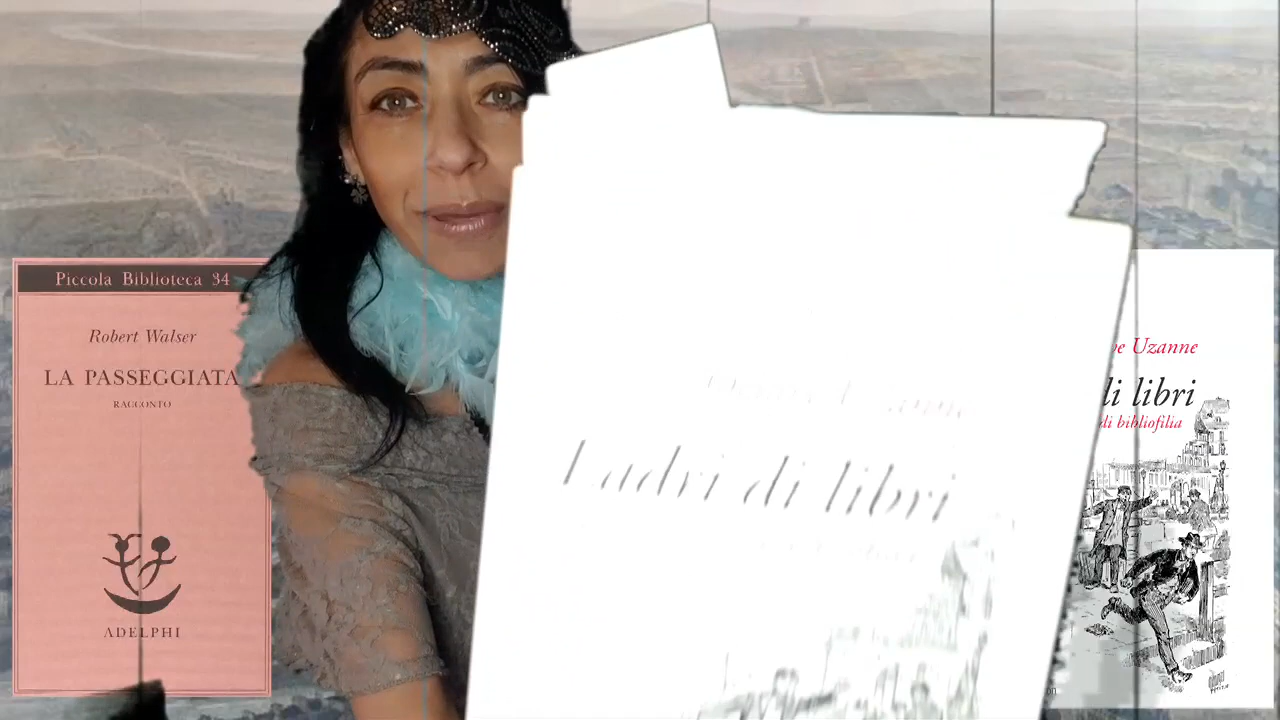 Piccola Biblioteca 34
Robert Walser
LA PASSEGGIATA
RACCONTO
ADELPHI
Ladri di libri
Uzanne
di libri
di bibliofilia